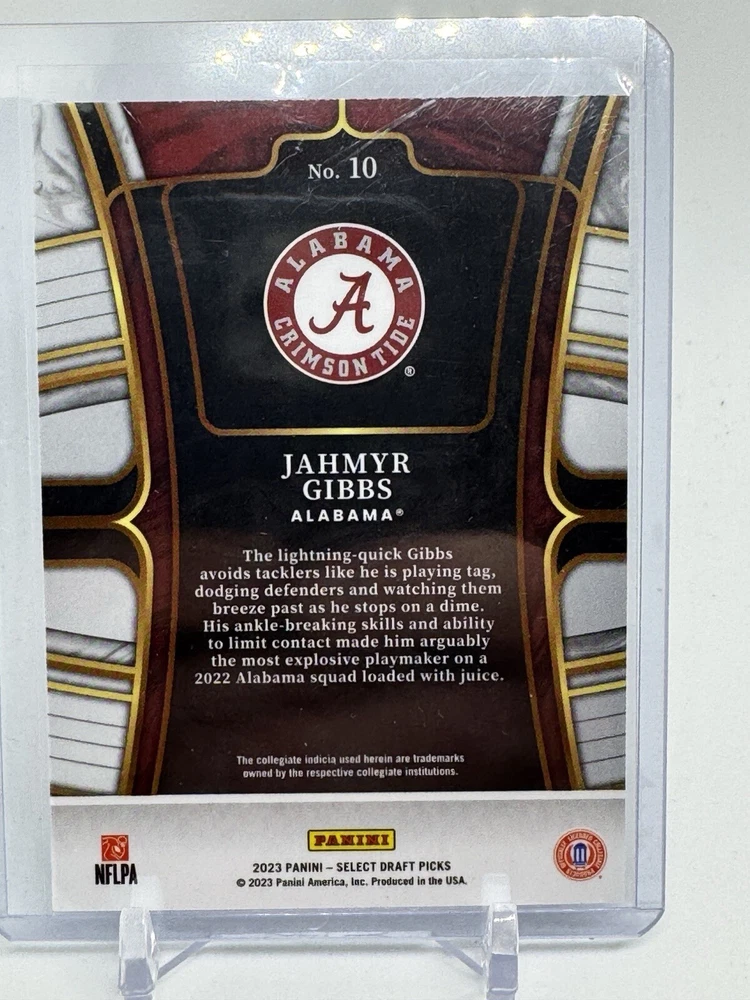 No. 10
ALABAMA
A
CRIMSON TIDE
®
JAHMYR
GIBBS
ALABAMA®
The lightning-quick Gibbs
avoids tacklers like he is playing tag,
dodging defenders and watching them
breeze past as he stops on a dime.
His ankle-breaking skills and ability
to limit contact made him arguably
the most explosive playmaker on a
2022 Alabama squad loaded with juice.
The collegiate indicia used herein are trademarks
owned by the respective collegiate institutions.
NFLPA
PANINI
2023 PANINI – SELECT DRAFT PICKS
© 2023 Panini America, Inc. Produced in the USA.
OFFICIALLY LICENSED COLLEGIATE PRODUCTS